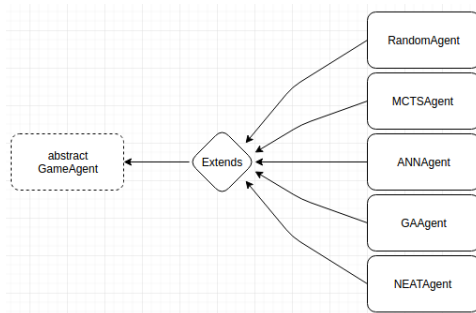 RandomAgent
MCTSAgent
abstract
GameAgent
Extends
ANNAgent
GAAgent
NEATAgent